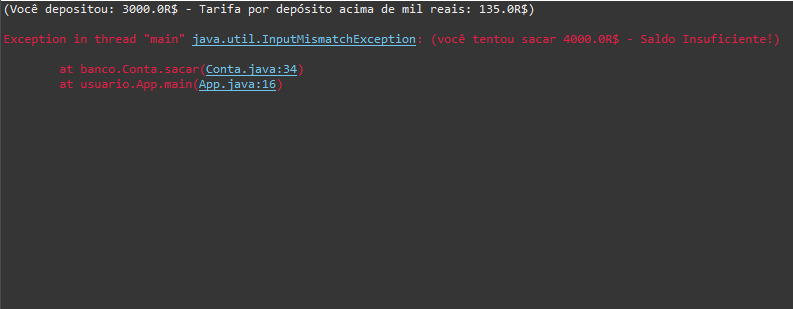 (Você depositou: 3000.0R$ - Tarifa por depósito acima de mil reais: 135.0R$)
Exception in thread "main" java.util.InputMismatchException: (você tentou sacar 4000.0R$ - Saldo Insuficiente!)
at banco.Conta.sacar(Conta.java:34)
at usuario.App.main(App.java:16)